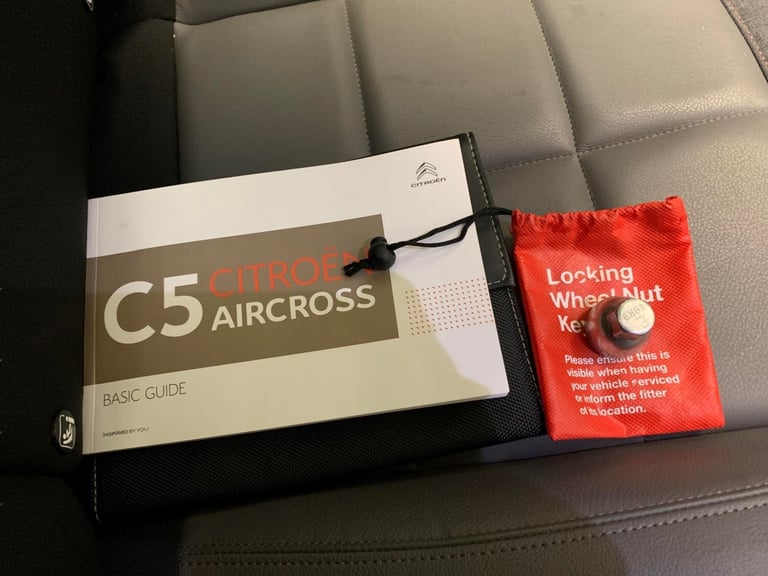 CITROËN
C5 CITROËN
AIRCROSS
BASIC GUIDE
INSPIRED BY YOU
Locking
Wheel Nut
Key
Please ensure this is
visible when having
your vehicle serviced
or inform the fitter
of its location.